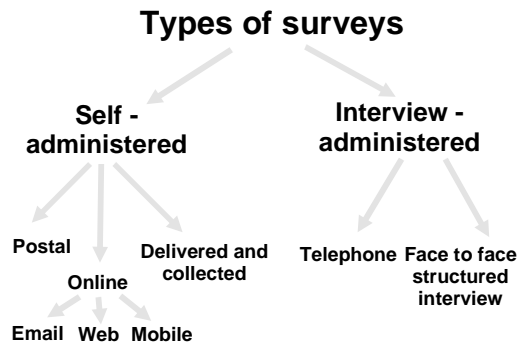 Types of surveys
Self -
administered
Interview -
administered
Postal
Online
Delivered and
collected
Telephone
Face to face
structured
interview
Email
Web
Mobile